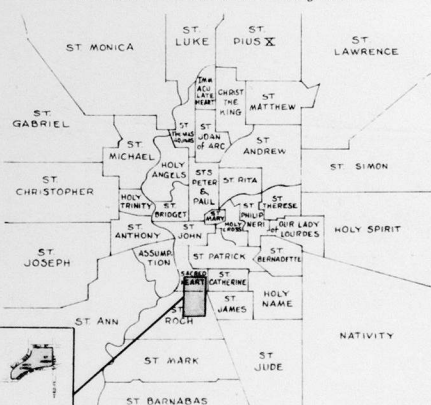 ST. MONICA
ST.
LUKE
ST.
PIUS X
ST.
LAWRENCE
IMM
ACU
LATE
HEART
CHRIST
THE
KING
ST
MATTHEW
ST.
GABRIEL
ST.
MICHAEL
ST
THOMAS
AQUINAS
ST
JOAN
of ARC
ST
ANDREW
ST. SIMON
HOLY
ANGELS
STS
PETER
&
PAUL
ST. RITA
ST.
CHRISTOPHER
HOLY
TRINITY
ST.
BRIDGET
ST.
MARY
HOLY
CROSS
ST
PHILIP
NERI
ST.
THERESE
OUR LADY
of
LOURDES
HOLY SPIRIT
ST.
ANTHONY
ST.
JOHN
ST.
JOSEPH
ASSUMP
TION
ST. PATRICK
ST.
BERNADETTE
SACRED
HEART
ST.
CATHERINE
HOLY
NAME
ST. ANN
ST.
ROCH
ST
JAMES
NATIVITY
ST. MARK
ST.
JUDE
ST. BARNABAS